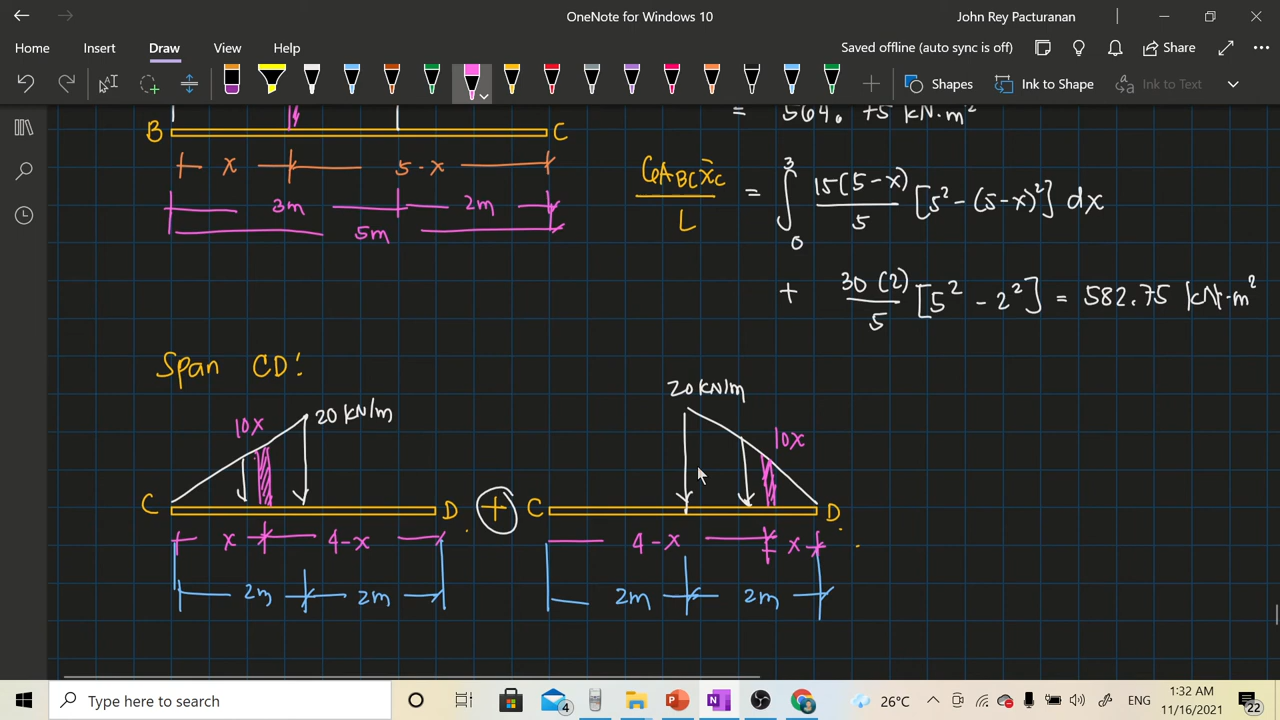 OneNote for Windows 10
John Rey Pacturanan
Home Insert Draw View Help
Saved offline (auto sync is off)
Share
Shapes
Ink to Shape
Ink to Text
= 564.75 kN·m²
B C
x 5-x
3m 2m
5m
6A_BC x̄_C / L = ∫₀³ 15(5-x)/5 [5² - (5-x)²] dx
+ 30(2)/5 [5² - 2²] = 582.75 kN·m²
Span CD:
20 kN/m
10x
C D
x 4-x
2m 2m
+
20 kN/m
10x
C D
4-x x
2m 2m
Type here to search
4
26°C
1:32 AM
11/16/2021
22